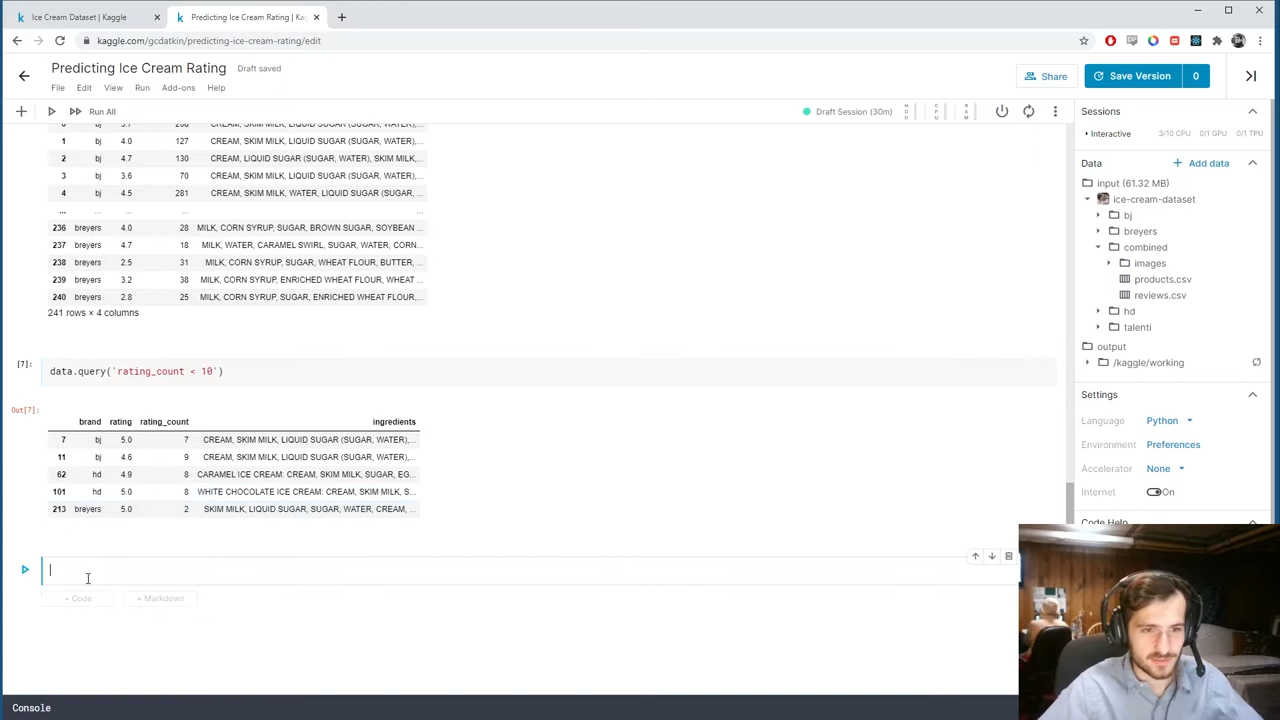 Ice Cream Dataset | Kaggle
Predicting Ice Cream Rating | Kag
kaggle.com/gcdatkin/predicting-ice-cream-rating/edit
Predicting Ice Cream Rating
Draft saved
Share
Save Version
0
File Edit View Run Add-ons Help
Run All
Draft Session (30m)
Sessions
Interactive 3/10 CPU 0/1 GPU 0/1 TPU
Data
+ Add data
input (61.32 MB)
ice-cream-dataset
bj
breyers
combined
images
products.csv
reviews.csv
hd
talenti
output
/kaggle/working
Settings
Language Python
Environment Preferences
Accelerator None
Internet On
1 bj 4.0 127 CREAM, SKIM MILK, LIQUID SUGAR (SUGAR, WATER),...
2 bj 4.7 130 CREAM, LIQUID SUGAR (SUGAR, WATER), SKIM MILK,...
3 bj 3.6 70 CREAM, SKIM MILK, LIQUID SUGAR (SUGAR, WATER),...
4 bj 4.5 281 CREAM, SKIM MILK, WATER, LIQUID SUGAR (SUGAR, ...
... ... ... ... ...
236 breyers 4.0 28 MILK, CORN SYRUP, SUGAR, BROWN SUGAR, SOYBEAN ...
237 breyers 4.7 18 MILK, WATER, CARAMEL SWIRL, SUGAR, WATER, CORN...
238 breyers 2.5 31 MILK, CORN SYRUP, SUGAR, WHEAT FLOUR, BUTTER, ...
239 breyers 3.2 38 MILK, CORN SYRUP, ENRICHED WHEAT FLOUR, WHEAT ...
240 breyers 2.8 25 MILK, CORN SYRUP, SUGAR, ENRICHED WHEAT FLOUR,...
241 rows × 4 columns
[7]:
data.query('rating_count < 10')
Out[7]:
brand rating rating_count ingredients
7 bj 5.0 7 CREAM, SKIM MILK, LIQUID SUGAR (SUGAR, WATER),...
11 bj 4.6 9 CREAM, SKIM MILK, LIQUID SUGAR (SUGAR, WATER),...
62 hd 4.9 8 CARAMEL ICE CREAM: CREAM, SKIM MILK, SUGAR, EG...
101 hd 5.0 8 WHITE CHOCOLATE ICE CREAM: CREAM, SKIM MILK, S...
213 breyers 5.0 2 SKIM MILK, LIQUID SUGAR, SUGAR, WATER, CREAM, ...
+ Code
+ Markdown
Console